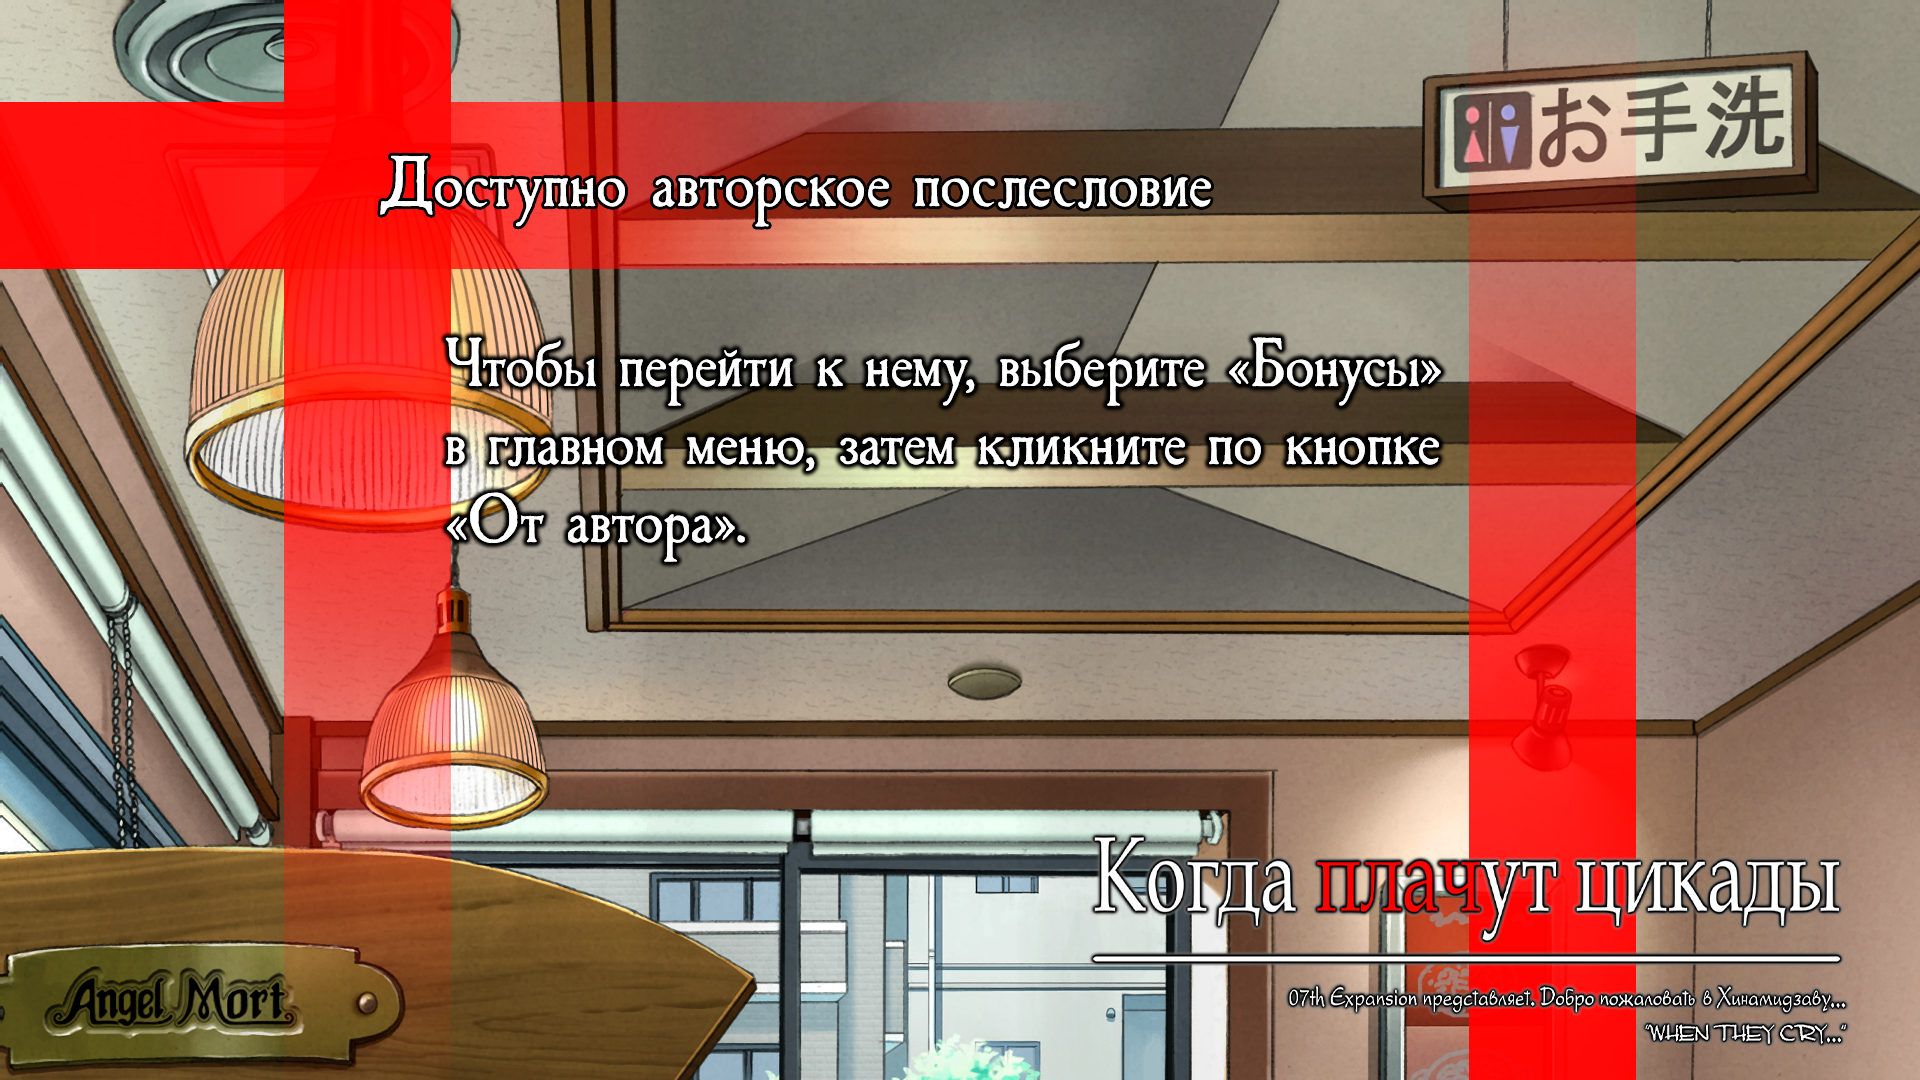 お手洗
Доступно авторское послесловие
Чтобы перейти к нему, выберите «Бонусы»
в главном меню, затем кликните по кнопке
«От автора».
Когда плачут цикады
Angel Mort
07th Expansion представляет. Добро пожаловать в Хинамидзаву...
"WHEN THEY CRY..."